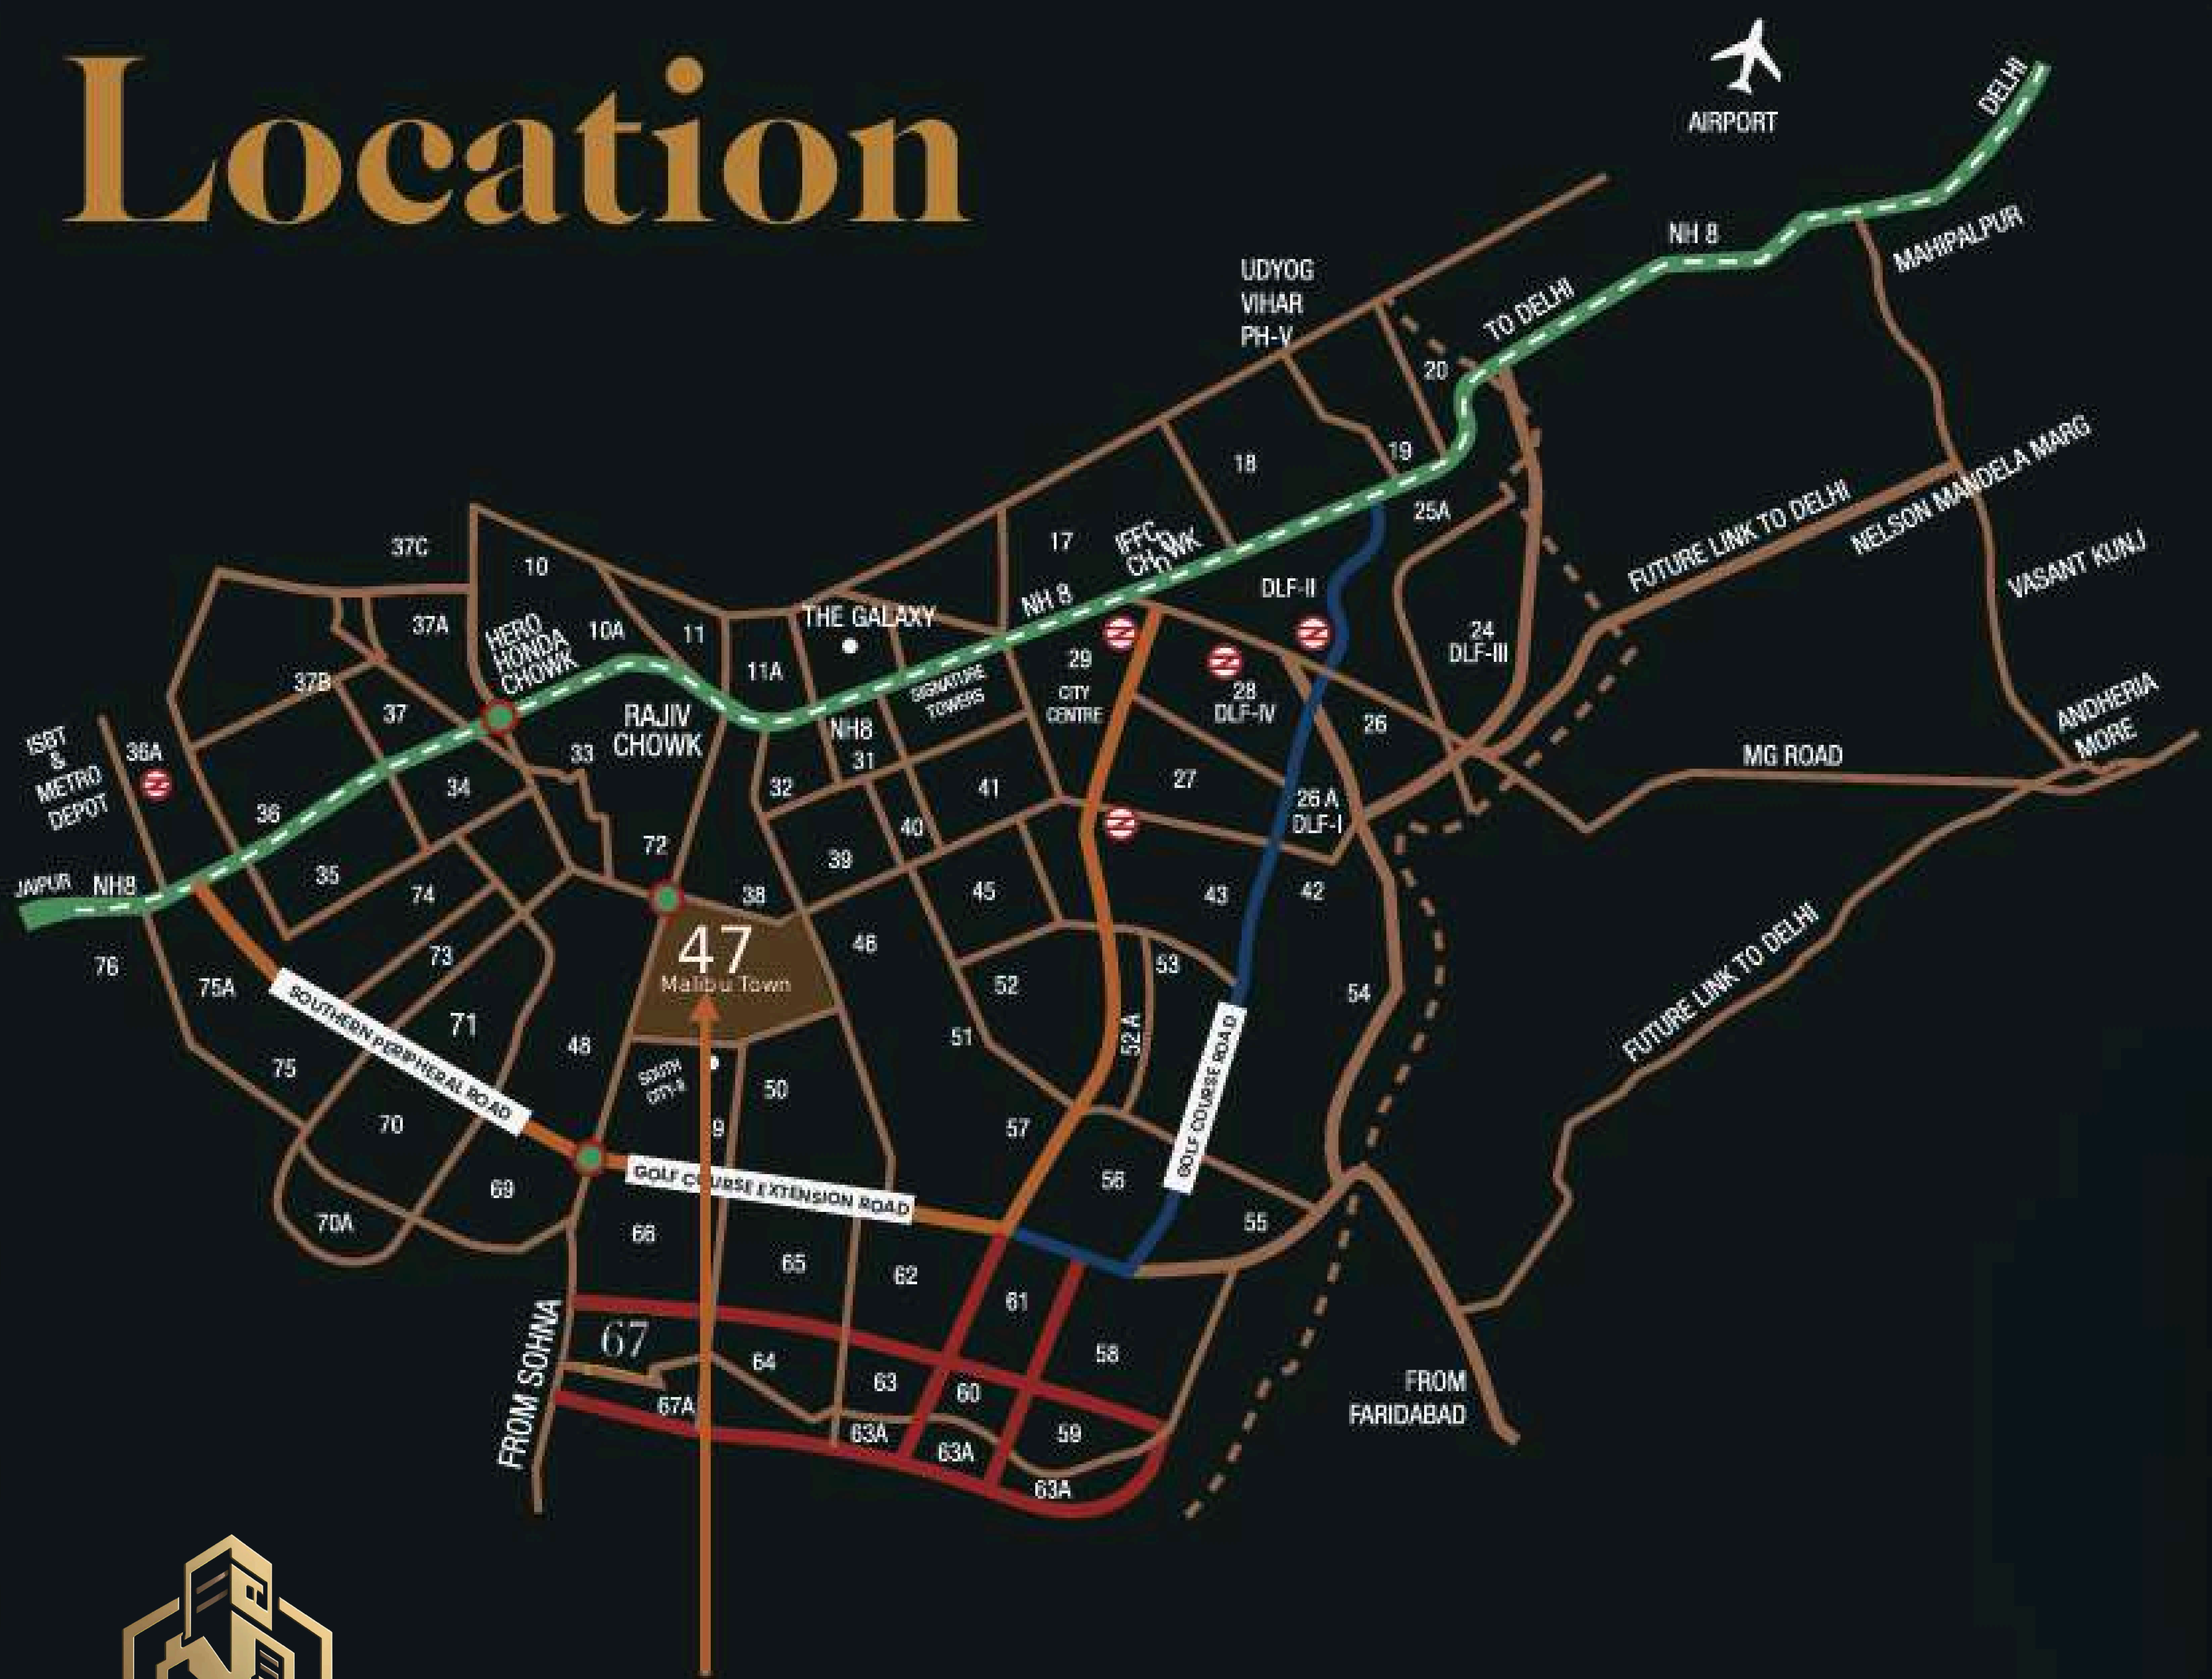 Location
AIRPORT
DELHI
MAHIPALPUR
NH 8
TO DELHI
UDYOG
VIHAR
PH-V
20
19
18
25A
17
NH 8
DLF-II
FUTURE LINK TO DELHI
NELSON MANDELA MARG
VASANT KUNJ
ANDHERIA
MORE
MG ROAD
24
DLF-III
37C
10
37A
HERO
HONDA
CHOWK
10A
11
11A
THE GALAXY
SIGNATURE
TOWERS
29
CITY
CENTRE
28
DLF-IV
26
37B
37
RAJIV
CHOWK
NH8
31
33
32
41
27
26 A
DLF-I
ISBT
&
METRO
DEPOT
36A
36
34
72
39
40
35
74
38
45
43
42
JAIPUR
NH8
76
75A
73
47
Malibu Town
46
52
53
54
52 A
51
SOUTHERN PERIPHERAL ROAD
71
48
75
70
SOUTH
CITY-II
50
9
57
56
GOLF COURSE ROAD
55
FUTURE LINK TO DELHI
69
70A
GOLF COURSE EXTENSION ROAD
66
65
62
61
58
FROM SOHNA
67
64
63
60
59
67A
63A
63A
63A
FROM
FARIDABAD